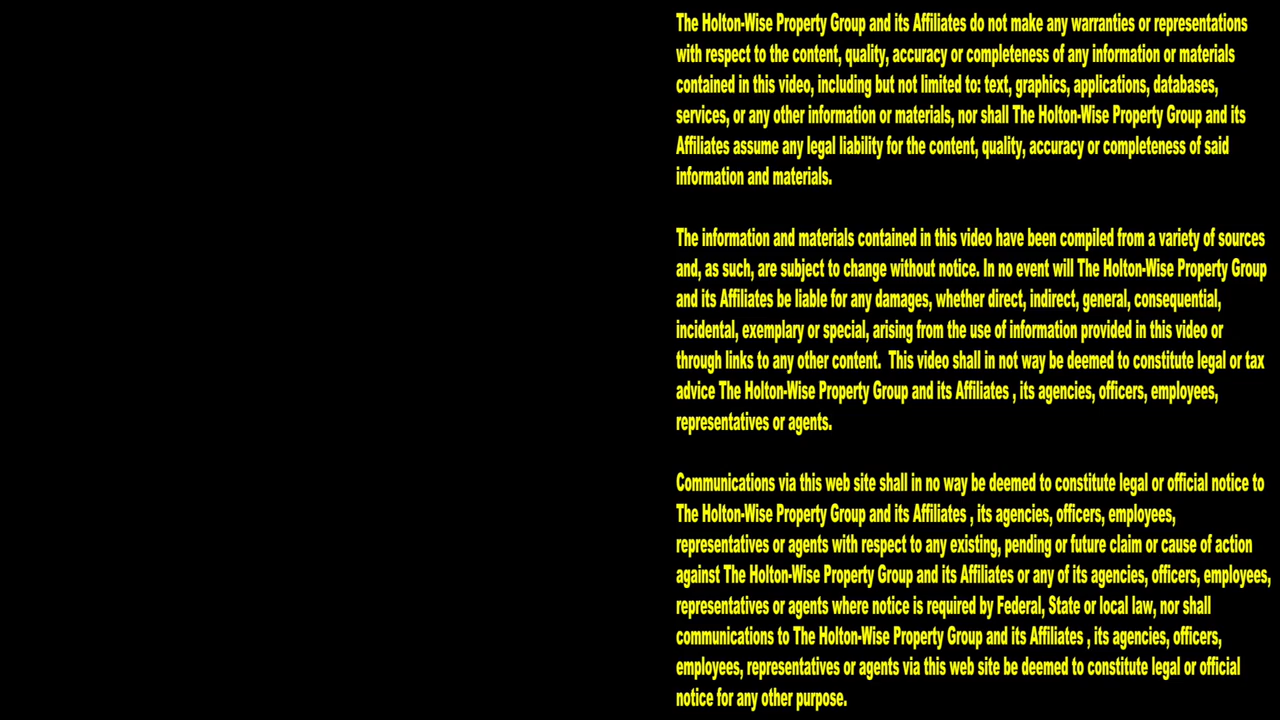 The Holton-Wise Property Group and its Affiliates do not make any warranties or representations
with respect to the content, quality, accuracy or completeness of any information or materials
contained in this video, including but not limited to: text, graphics, applications, databases,
services, or any other information or materials, nor shall The Holton-Wise Property Group and its
Affiliates assume any legal liability for the content, quality, accuracy or completeness of said
information and materials.
The information and materials contained in this video have been compiled from a variety of sources
and, as such, are subject to change without notice. In no event will The Holton-Wise Property Group
and its Affiliates be liable for any damages, whether direct, indirect, general, consequential,
incidental, exemplary or special, arising from the use of information provided in this video or
through links to any other content.  This video shall in not way be deemed to constitute legal or tax
advice The Holton-Wise Property Group and its Affiliates , its agencies, officers, employees,
representatives or agents.
Communications via this web site shall in no way be deemed to constitute legal or official notice to
The Holton-Wise Property Group and its Affiliates , its agencies, officers, employees,
representatives or agents with respect to any existing, pending or future claim or cause of action
against The Holton-Wise Property Group and its Affiliates or any of its agencies, officers, employees,
representatives or agents where notice is required by Federal, State or local law, nor shall
communications to The Holton-Wise Property Group and its Affiliates , its agencies, officers,
employees, representatives or agents via this web site be deemed to constitute legal or official
notice for any other purpose.